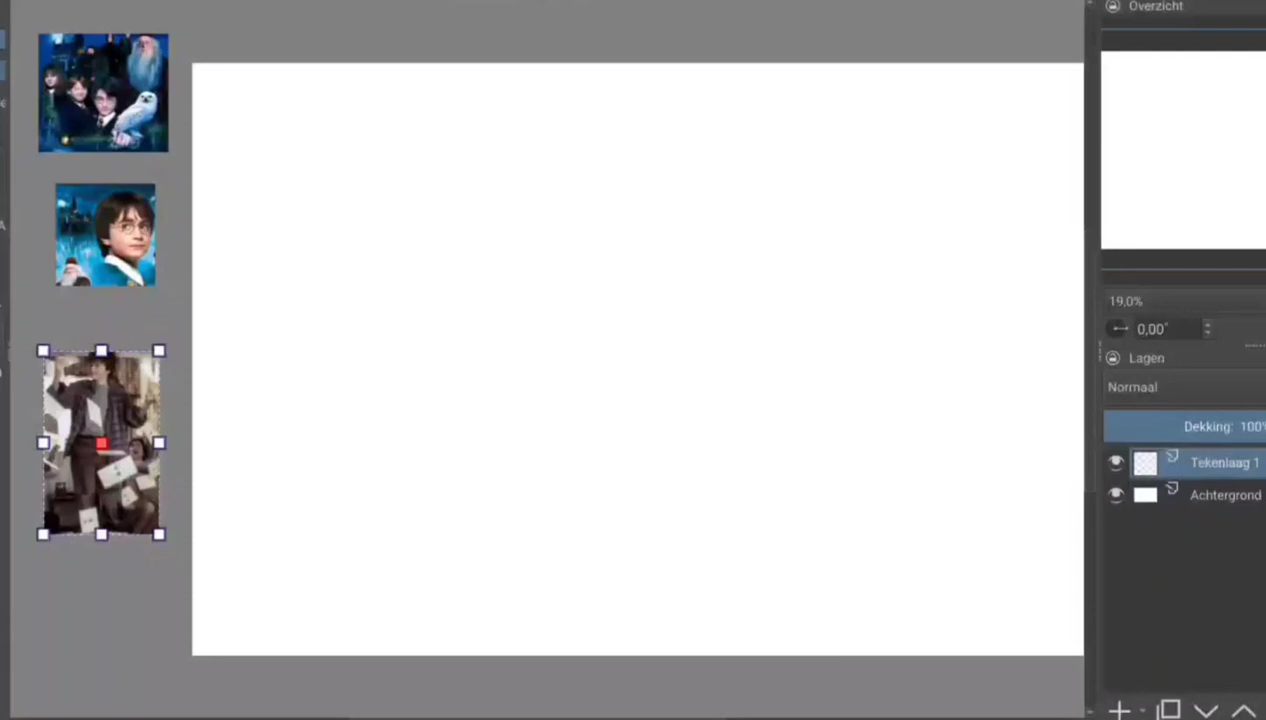 Overzicht
19,0%
0,00°
Lagen
Normaal
Dekking: 100%
Tekenlaag 1
Achtergrond